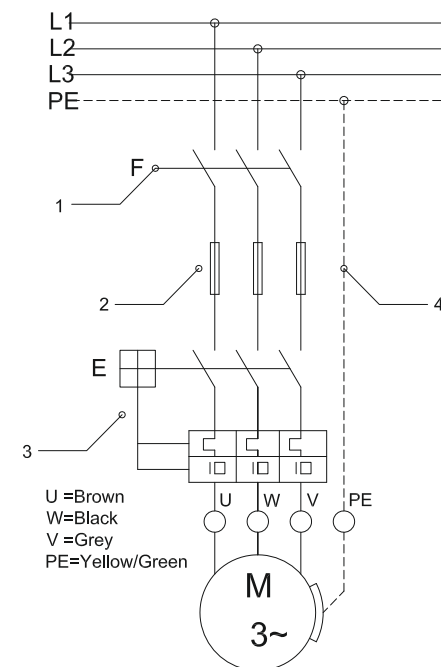 L1
L2
L3
PE
F
1
2
4
E
3
I I I
U W V PE
U =Brown
W=Black
V =Grey
PE=Yellow/Green
M
3~